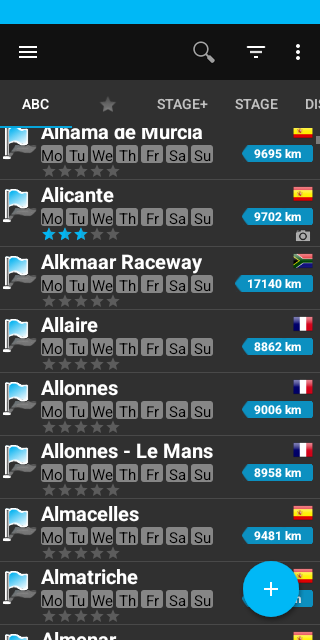 ABC STAGE+ STAGE
Alhama de Murcia
Mo Tu We Th Fr Sa Su
9695 km
Alicante
Mo Tu We Th Fr Sa Su
9702 km
Alkmaar Raceway
Mo Tu We Th Fr Sa Su
17140 km
Allaire
Mo Tu We Th Fr Sa Su
8862 km
Allonnes
Mo Tu We Th Fr Sa Su
9006 km
Allonnes - Le Mans
Mo Tu We Th Fr Sa Su
8958 km
Almacelles
Mo Tu We Th Fr Sa Su
9481 km
Almatriche
Mo Tu We Th Fr Sa Su
Almenar